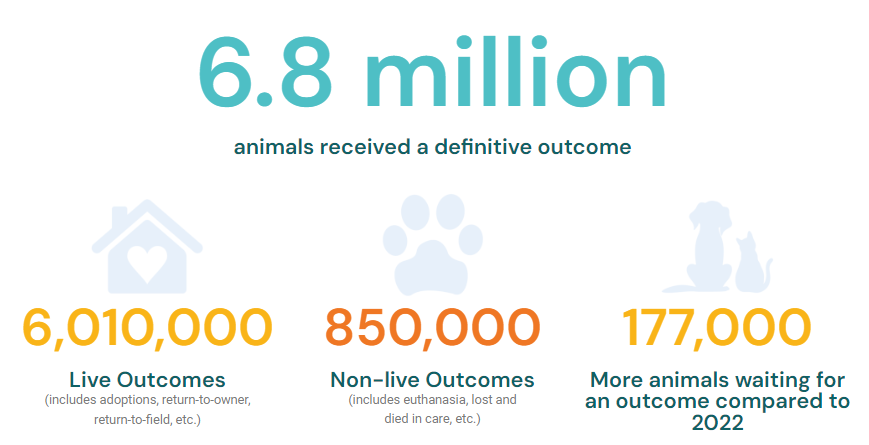 6.8 million
animals received a definitive outcome
6,010,000
Live Outcomes
(includes adoptions, return-to-owner,
return-to-field, etc.)
850,000
Non-live Outcomes
(includes euthanasia, lost and
died in care, etc.)
177,000
More animals waiting for
an outcome compared to
2022